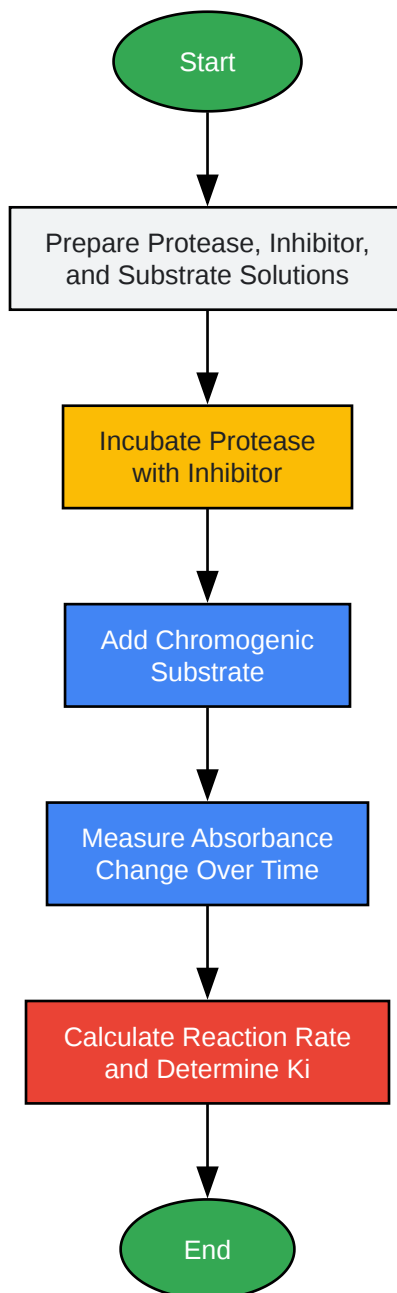 Start
Prepare Protease, Inhibitor,
and Substrate Solutions
Incubate Protease
with Inhibitor
Add Chromogenic
Substrate
Measure Absorbance
Change Over Time
Calculate Reaction Rate
and Determine Ki
End